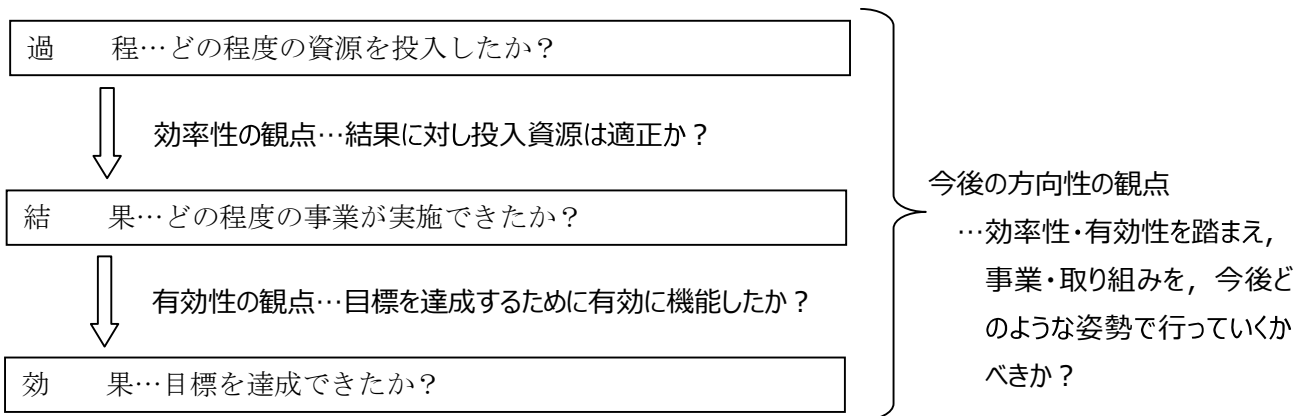 過　　程…どの程度の資源を投入したか？
効率性の観点…結果に対し投入資源は適正か？
結　　果…どの程度の事業が実施できたか？
有効性の観点…目標を達成するために有効に機能したか？
効　　果…目標を達成できたか？
今後の方向性の観点
…効率性・有効性を踏まえ，
事業・取り組みを，今後ど
のような姿勢で行っていくか
べきか？